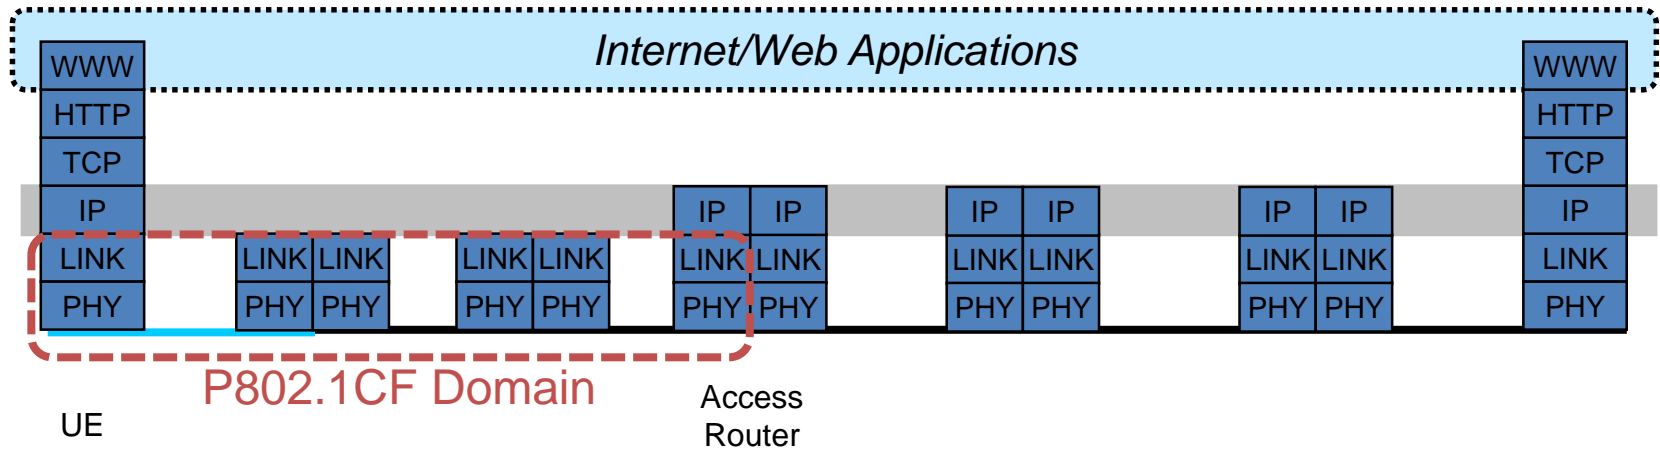 Internet/Web Applications
WWW WWW
HTTP HTTP
TCP TCP
IP IP IP IP IP IP IP IP
LINK LINK LINK LINK LINK LINK LINK LINK LINK LINK LINK LINK
PHY PHY PHY PHY PHY PHY PHY PHY PHY PHY PHY PHY
P802.1CF Domain
UE
Access
Router